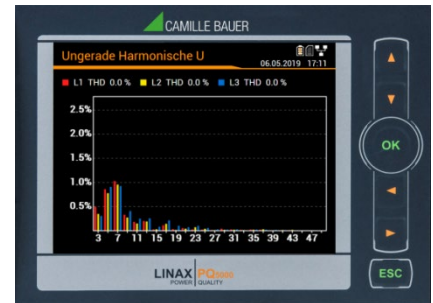 CAMILLE BAUER
Ungerade Harmonische U
06.05.2019 17:11
L1 THD 0.0 % L2 THD 0.0 % L3 THD 0.0 %
2.5%
2.0%
1.5%
1.0%
0.5%
3 7 11 15 19 23 27 31 35 39 43 47
OK
ESC
LINAX PQ5000
POWER QUALITY